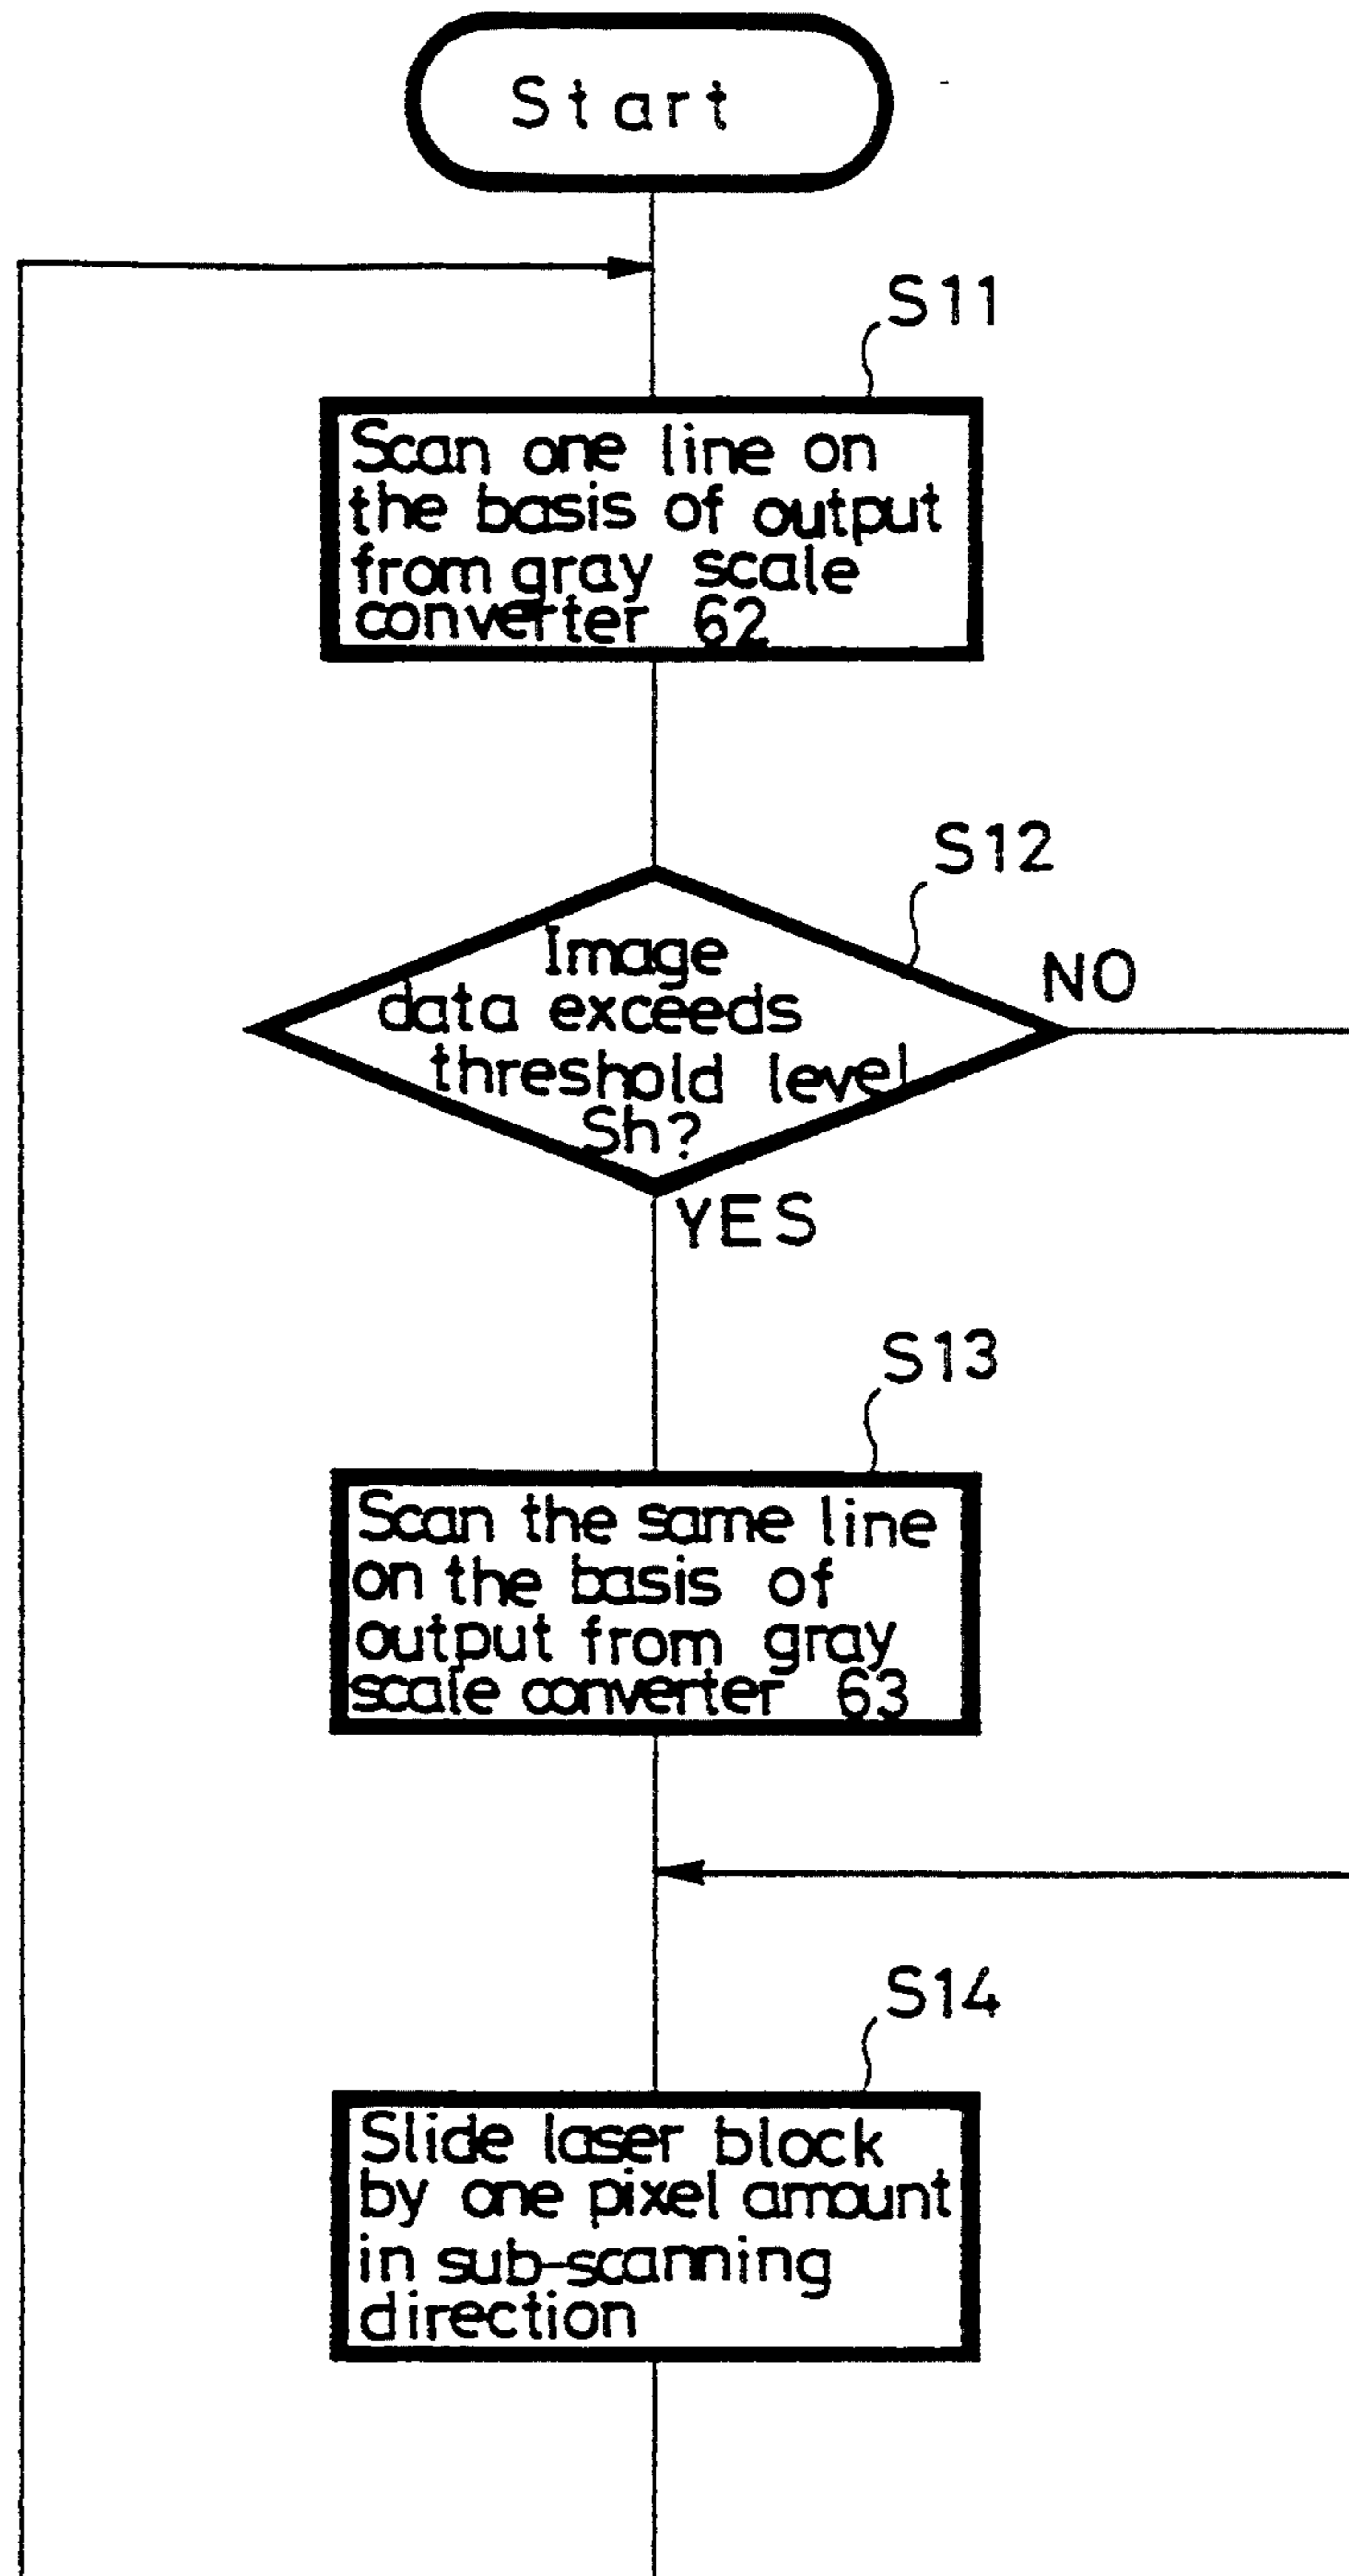 Start
S11
Scan one line on
the basis of output
from gray scale
converter 62
S12
Image
data exceeds
threshold level
Sh?
NO
YES
S13
Scan the same line
on the basis of
output from gray
scale converter 63
S14
Slide laser block
by one pixel amount
in sub-scanning
direction